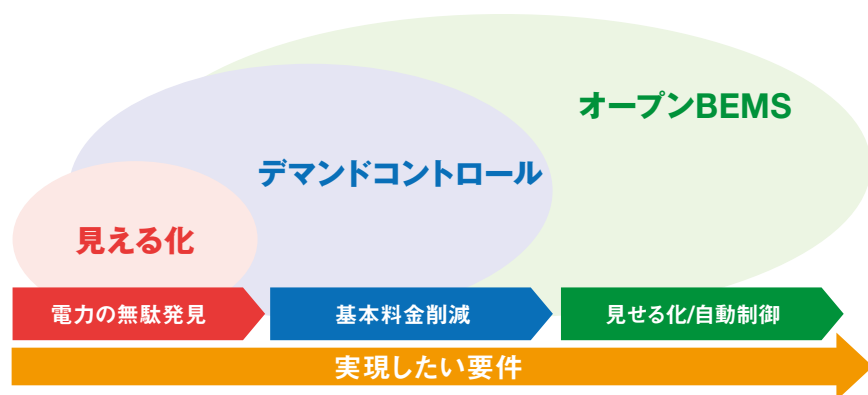 オープンBEMS
デマンドコントロール
見える化
電力の無駄発見
基本料金削減
見せる化/自動制御
実現したい要件